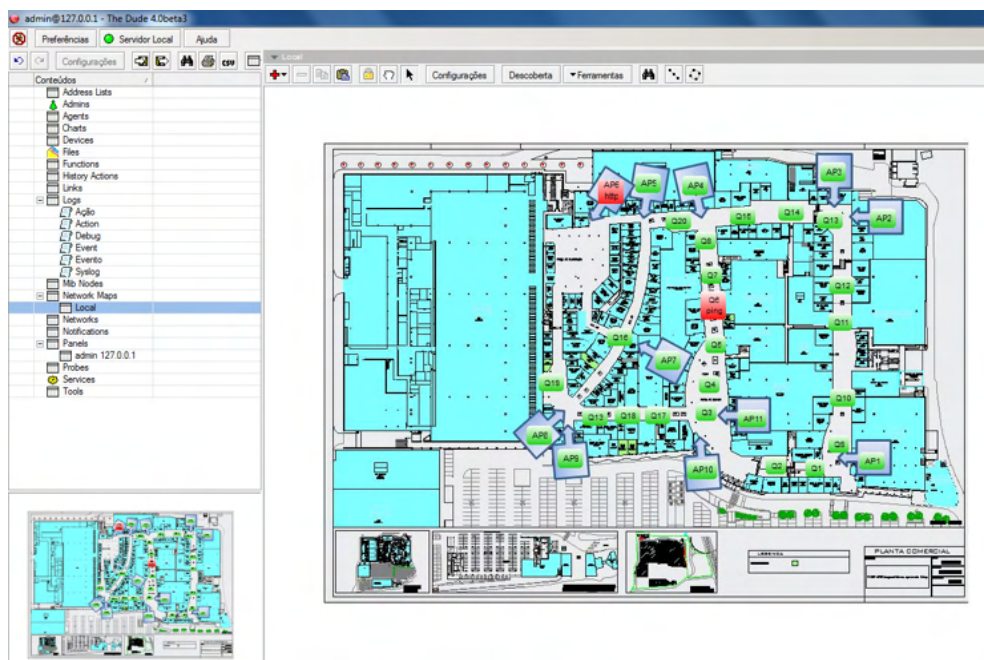 admin@127.0.0.1 - The Dude 4.0beta3
Preferências Servidor Local Ajuda
Configurações CSV
Local
Configurações Descoberta Ferramentas
Conteúdos
Address Lists
Admins
Agents
Charts
Devices
Files
Functions
History Actions
Links
Logs
Ação
Action
Debug
Event
Evento
Syslog
Mib Nodes
Network Maps
Local
Networks
Notifications
Panels
admin 127.0.0.1
Probes
Services
Tools
AP6
http
AP5
AP4
AP3
AP2
Q20
Q15
Q14
Q13
Q8
Q7
Q12
Q6
ping
Q11
Q16
Q5
AP7
Q19
Q4
Q10
Q13
Q18
Q17
Q3
AP11
AP8
AP9
AP10
Q2
Q1
Q9
AP1
LEGENDA
PLANTA COMERCIAL